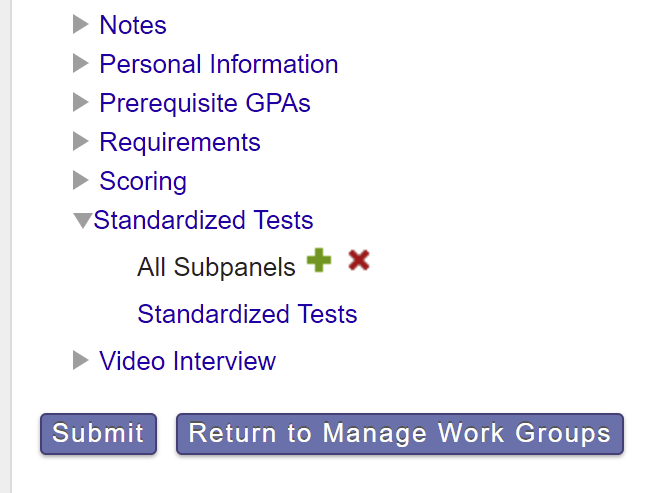 Notes
Personal Information
Prerequisite GPAs
Requirements
Scoring
Standardized Tests
All Subpanels
Standardized Tests
Video Interview
Submit Return to Manage Work Groups